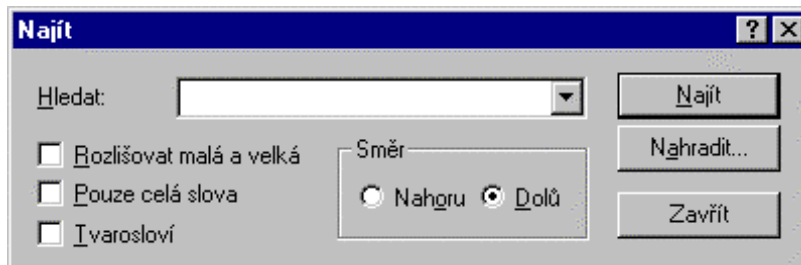 Najít
Hledat:
Najít
Rozlišovat malá a velká
Směr
Nahradit...
Pouze celá slova
Nahoru
Dolů
Zavřít
Tvarosloví